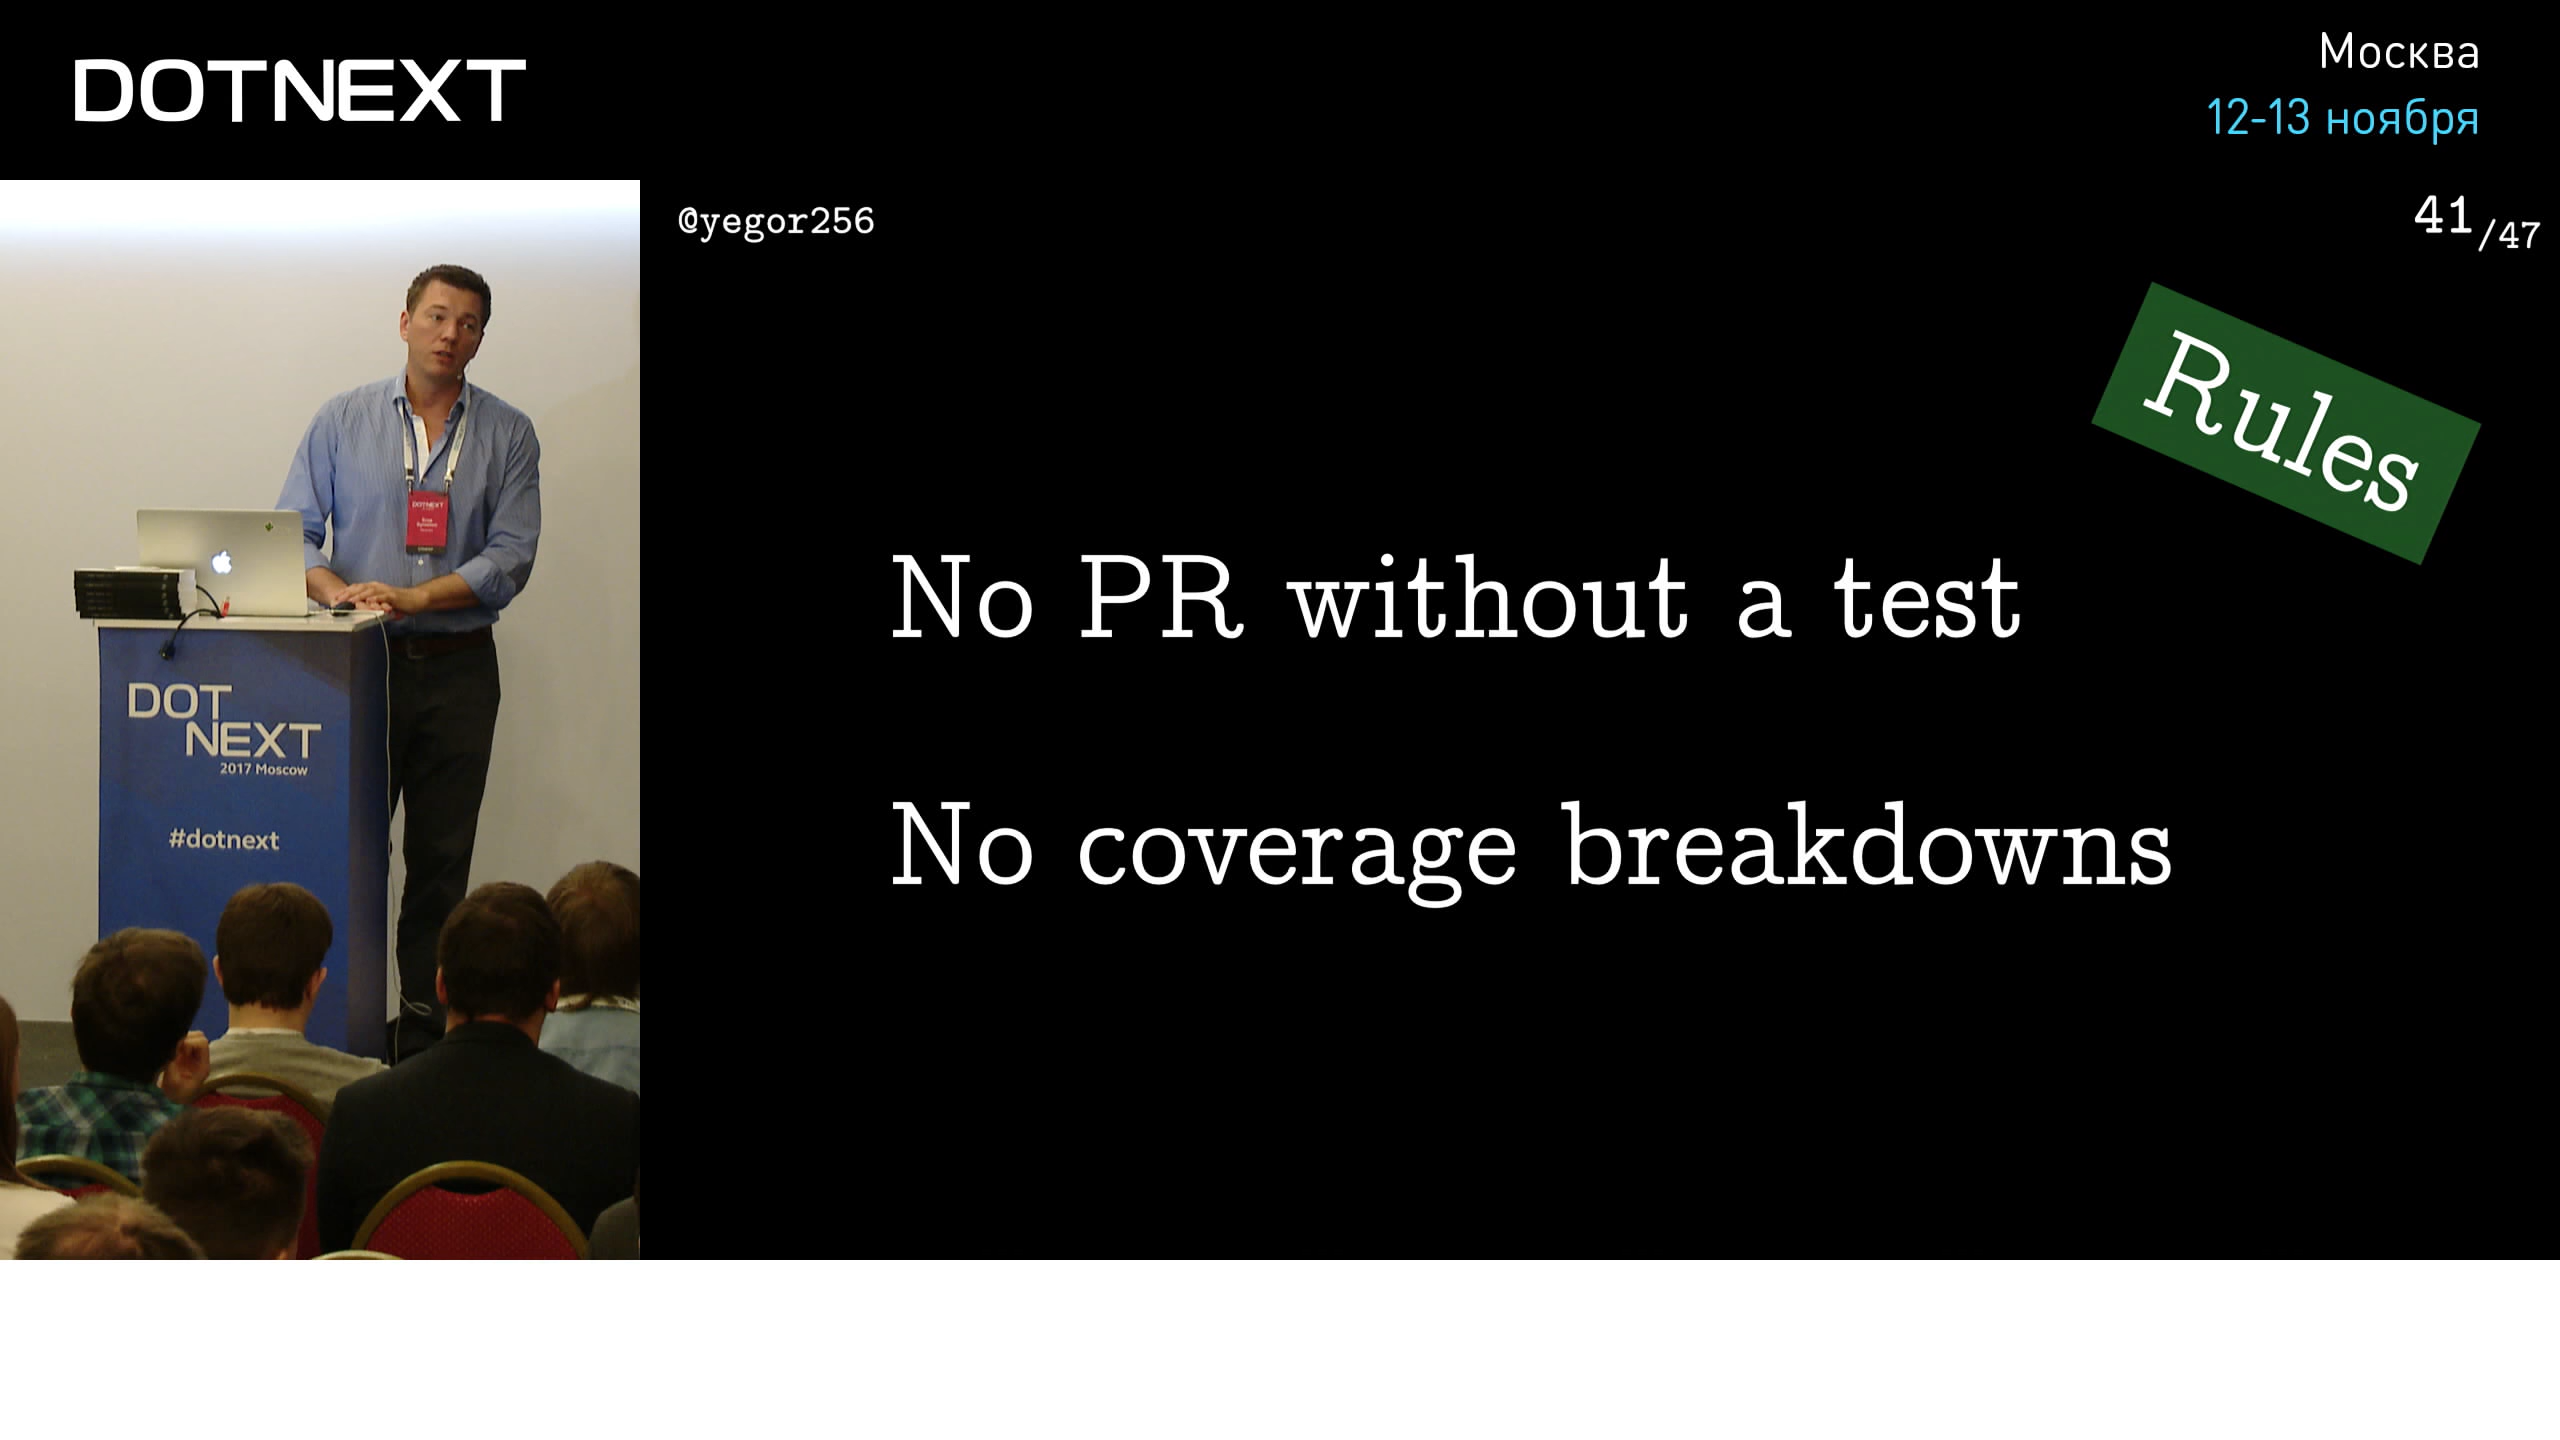 DOTNEXT
Москва
12-13 ноября
@yegor256
41/47
Rules
No PR without a test
No coverage breakdowns
DOTNEXT
DOT
NEXT
2017 Moscow
#dotnext